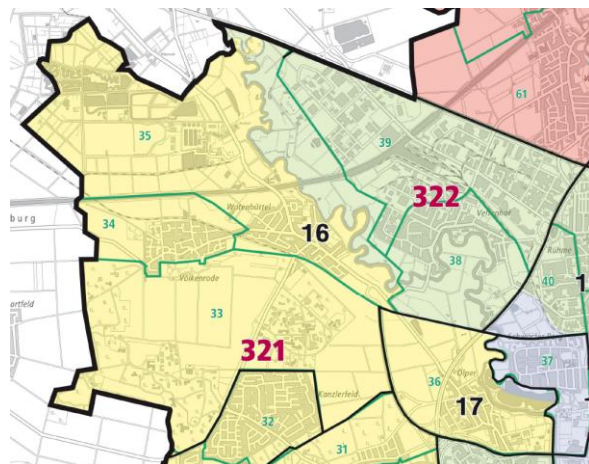 61
35
39
322
Watenbüttel
34
16
Veltenhof
Rühme
burg
38
Völkenrode
40
1
33
artfeld
321
37
Ölper
36
Kanzlerfeld
17
32
31